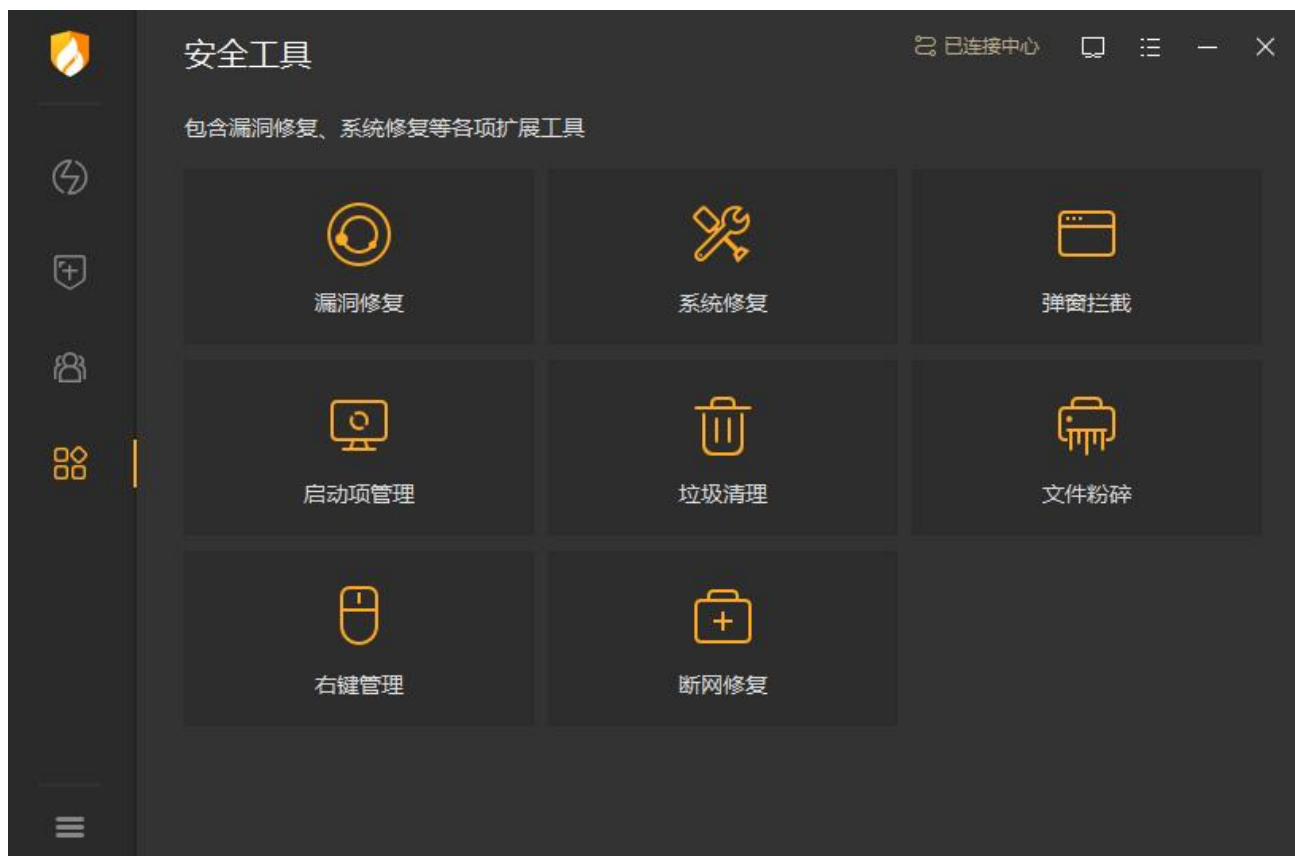 安全工具
已连接中心
包含漏洞修复、系统修复等各项扩展工具
漏洞修复
系统修复
弹窗拦截
启动项管理
垃圾清理
文件粉碎
右键管理
断网修复